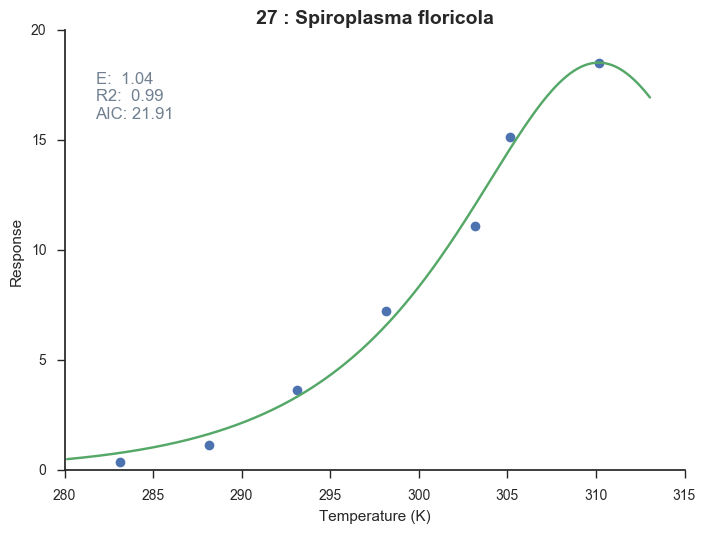 27 : Spiroplasma floricola
E:  1.04
R2:  0.99
AIC: 21.91
Response
20
15
10
5
0
280 285 290 295 300 305 310 315
Temperature (K)